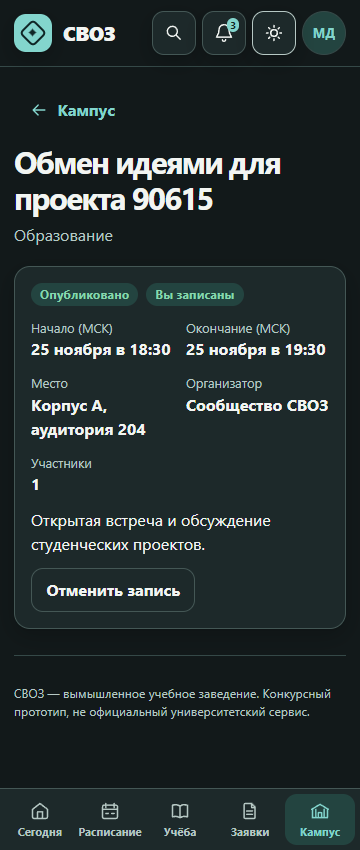 СВОЗ
3
МД
← Кампус
Обмен идеями для
проекта 90615
Образование
Опубликовано
Вы записаны
Начало (МСК)
Окончание (МСК)
25 ноября в 18:30
25 ноября в 19:30
Место
Организатор
Корпус А,
аудитория 204
Сообщество СВОЗ
Участники
1
Открытая встреча и обсуждение
студенческих проектов.
Отменить запись
СВОЗ — вымышленное учебное заведение. Конкурсный
прототип, не официальный университетский сервис.
Сегодня
Расписание
Учёба
Заявки
Кампус